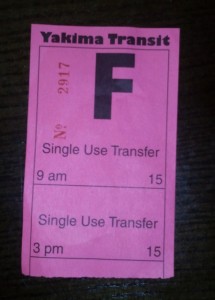 Yakima Transit
F
Nº 2917
Single Use Transfer
9 am 15
Single Use Transfer
3 pm 15